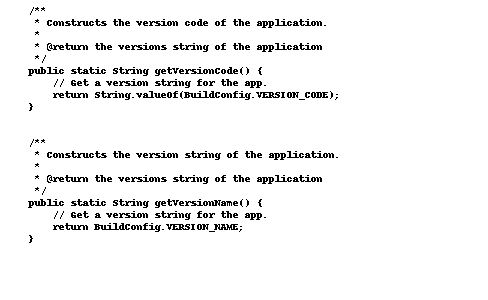 /**
 * Constructs the version code of the application.
 *
 * @return the versions string of the application
 */
public static String getVersionCode() {
    // Get a version string for the app.
    return String.valueOf(BuildConfig.VERSION_CODE);
}

/**
 * Constructs the version string of the application.
 *
 * @return the versions string of the application
 */
public static String getVersionName() {
    // Get a version string for the app.
    return BuildConfig.VERSION_NAME;
}